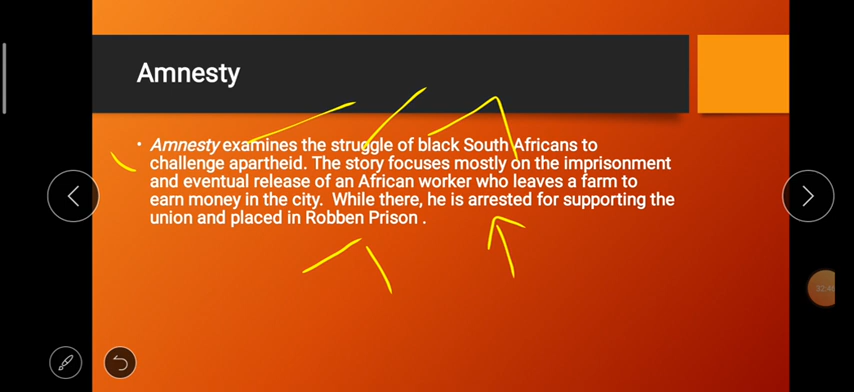 Amnesty
• Amnesty examines the struggle of black South Africans to
challenge apartheid. The story focuses mostly on the imprisonment
and eventual release of an African worker who leaves a farm to
earn money in the city. While there, he is arrested for supporting the
union and placed in Robben Prison .